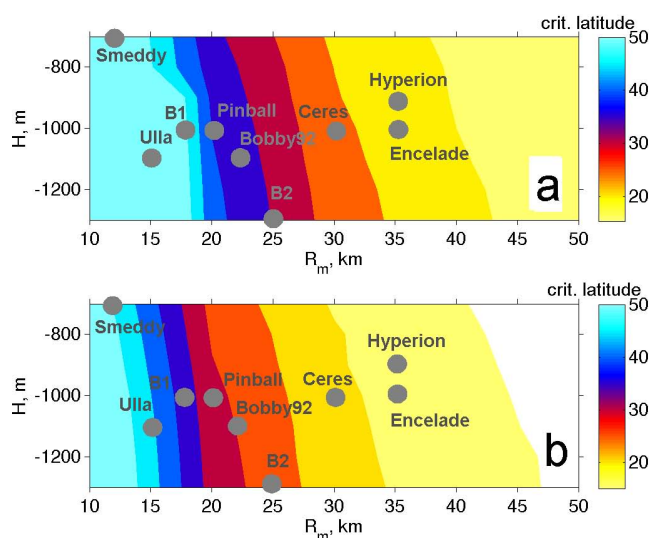 crit. latitude
50
Smeddy
-800
Hyperion
B1
Pinball
Ceres
40
H, m
-1000
Ulla
Bobby92
Encelade
30
-1200
B2
a
20
10 15 20 25 30 35 40 45 50
R_m, km
crit. latitude
50
Smeddy
-800
Hyperion
B1
Pinball
Ceres
40
H, m
-1000
Ulla
Bobby92
Encelade
30
-1200
B2
b
20
10 15 20 25 30 35 40 45 50
R_m, km